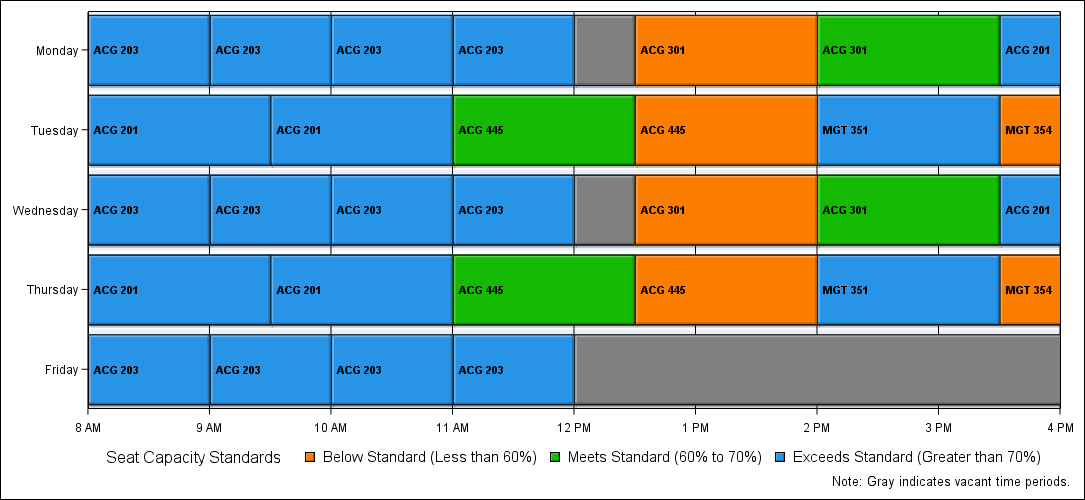 Monday ACG 203 ACG 203 ACG 203 ACG 203 ACG 301 ACG 301 ACG 201
Tuesday ACG 201 ACG 201 ACG 445 ACG 445 MGT 351 MGT 354
Wednesday ACG 203 ACG 203 ACG 203 ACG 203 ACG 301 ACG 301 ACG 201
Thursday ACG 201 ACG 201 ACG 445 ACG 445 MGT 351 MGT 354
Friday ACG 203 ACG 203 ACG 203 ACG 203
8 AM 9 AM 10 AM 11 AM 12 PM 1 PM 2 PM 3 PM 4 PM
Seat Capacity Standards Below Standard (Less than 60%) Meets Standard (60% to 70%) Exceeds Standard (Greater than 70%)
Note: Gray indicates vacant time periods.